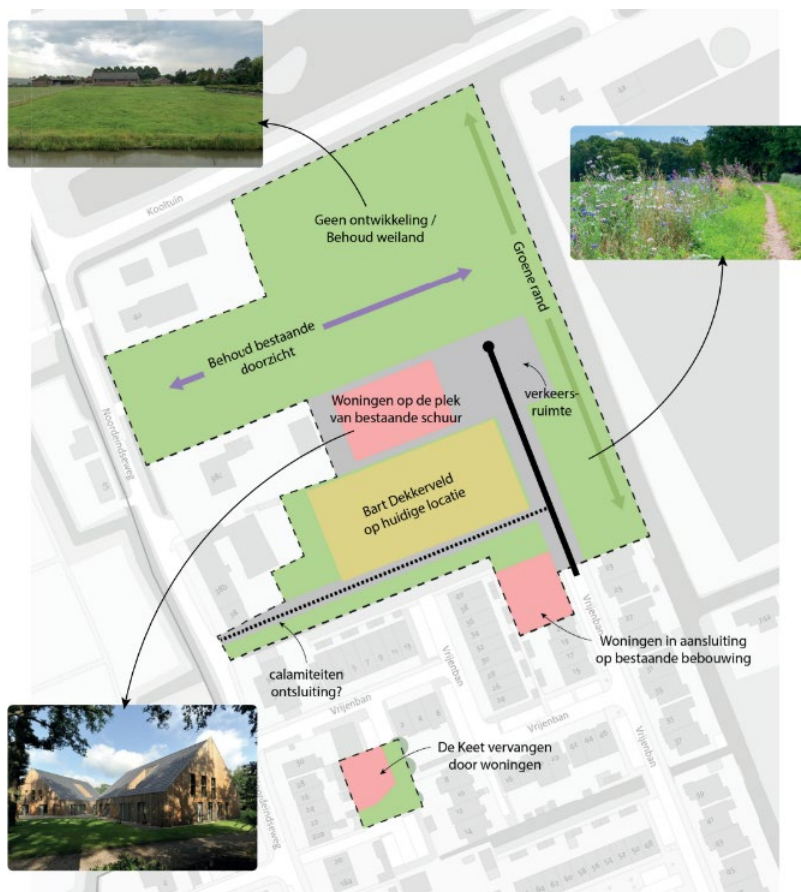 Kooltuin
Geen ontwikkeling /
Behoud weiland
Groene rand
Behoud bestaande
doorzicht
Woningen op de plek
van bestaande schuur
verkeers-
ruimte
Noordeindseweg
Bart Dekkerveld
op huidige locatie
Woningen in aansluiting
op bestaande bebouwing
calamiteiten
ontsluiting?
Vrijenban
Vrijenban
Vrijenban
Vrijenban
De Keet vervangen
door woningen
Noordeindseweg